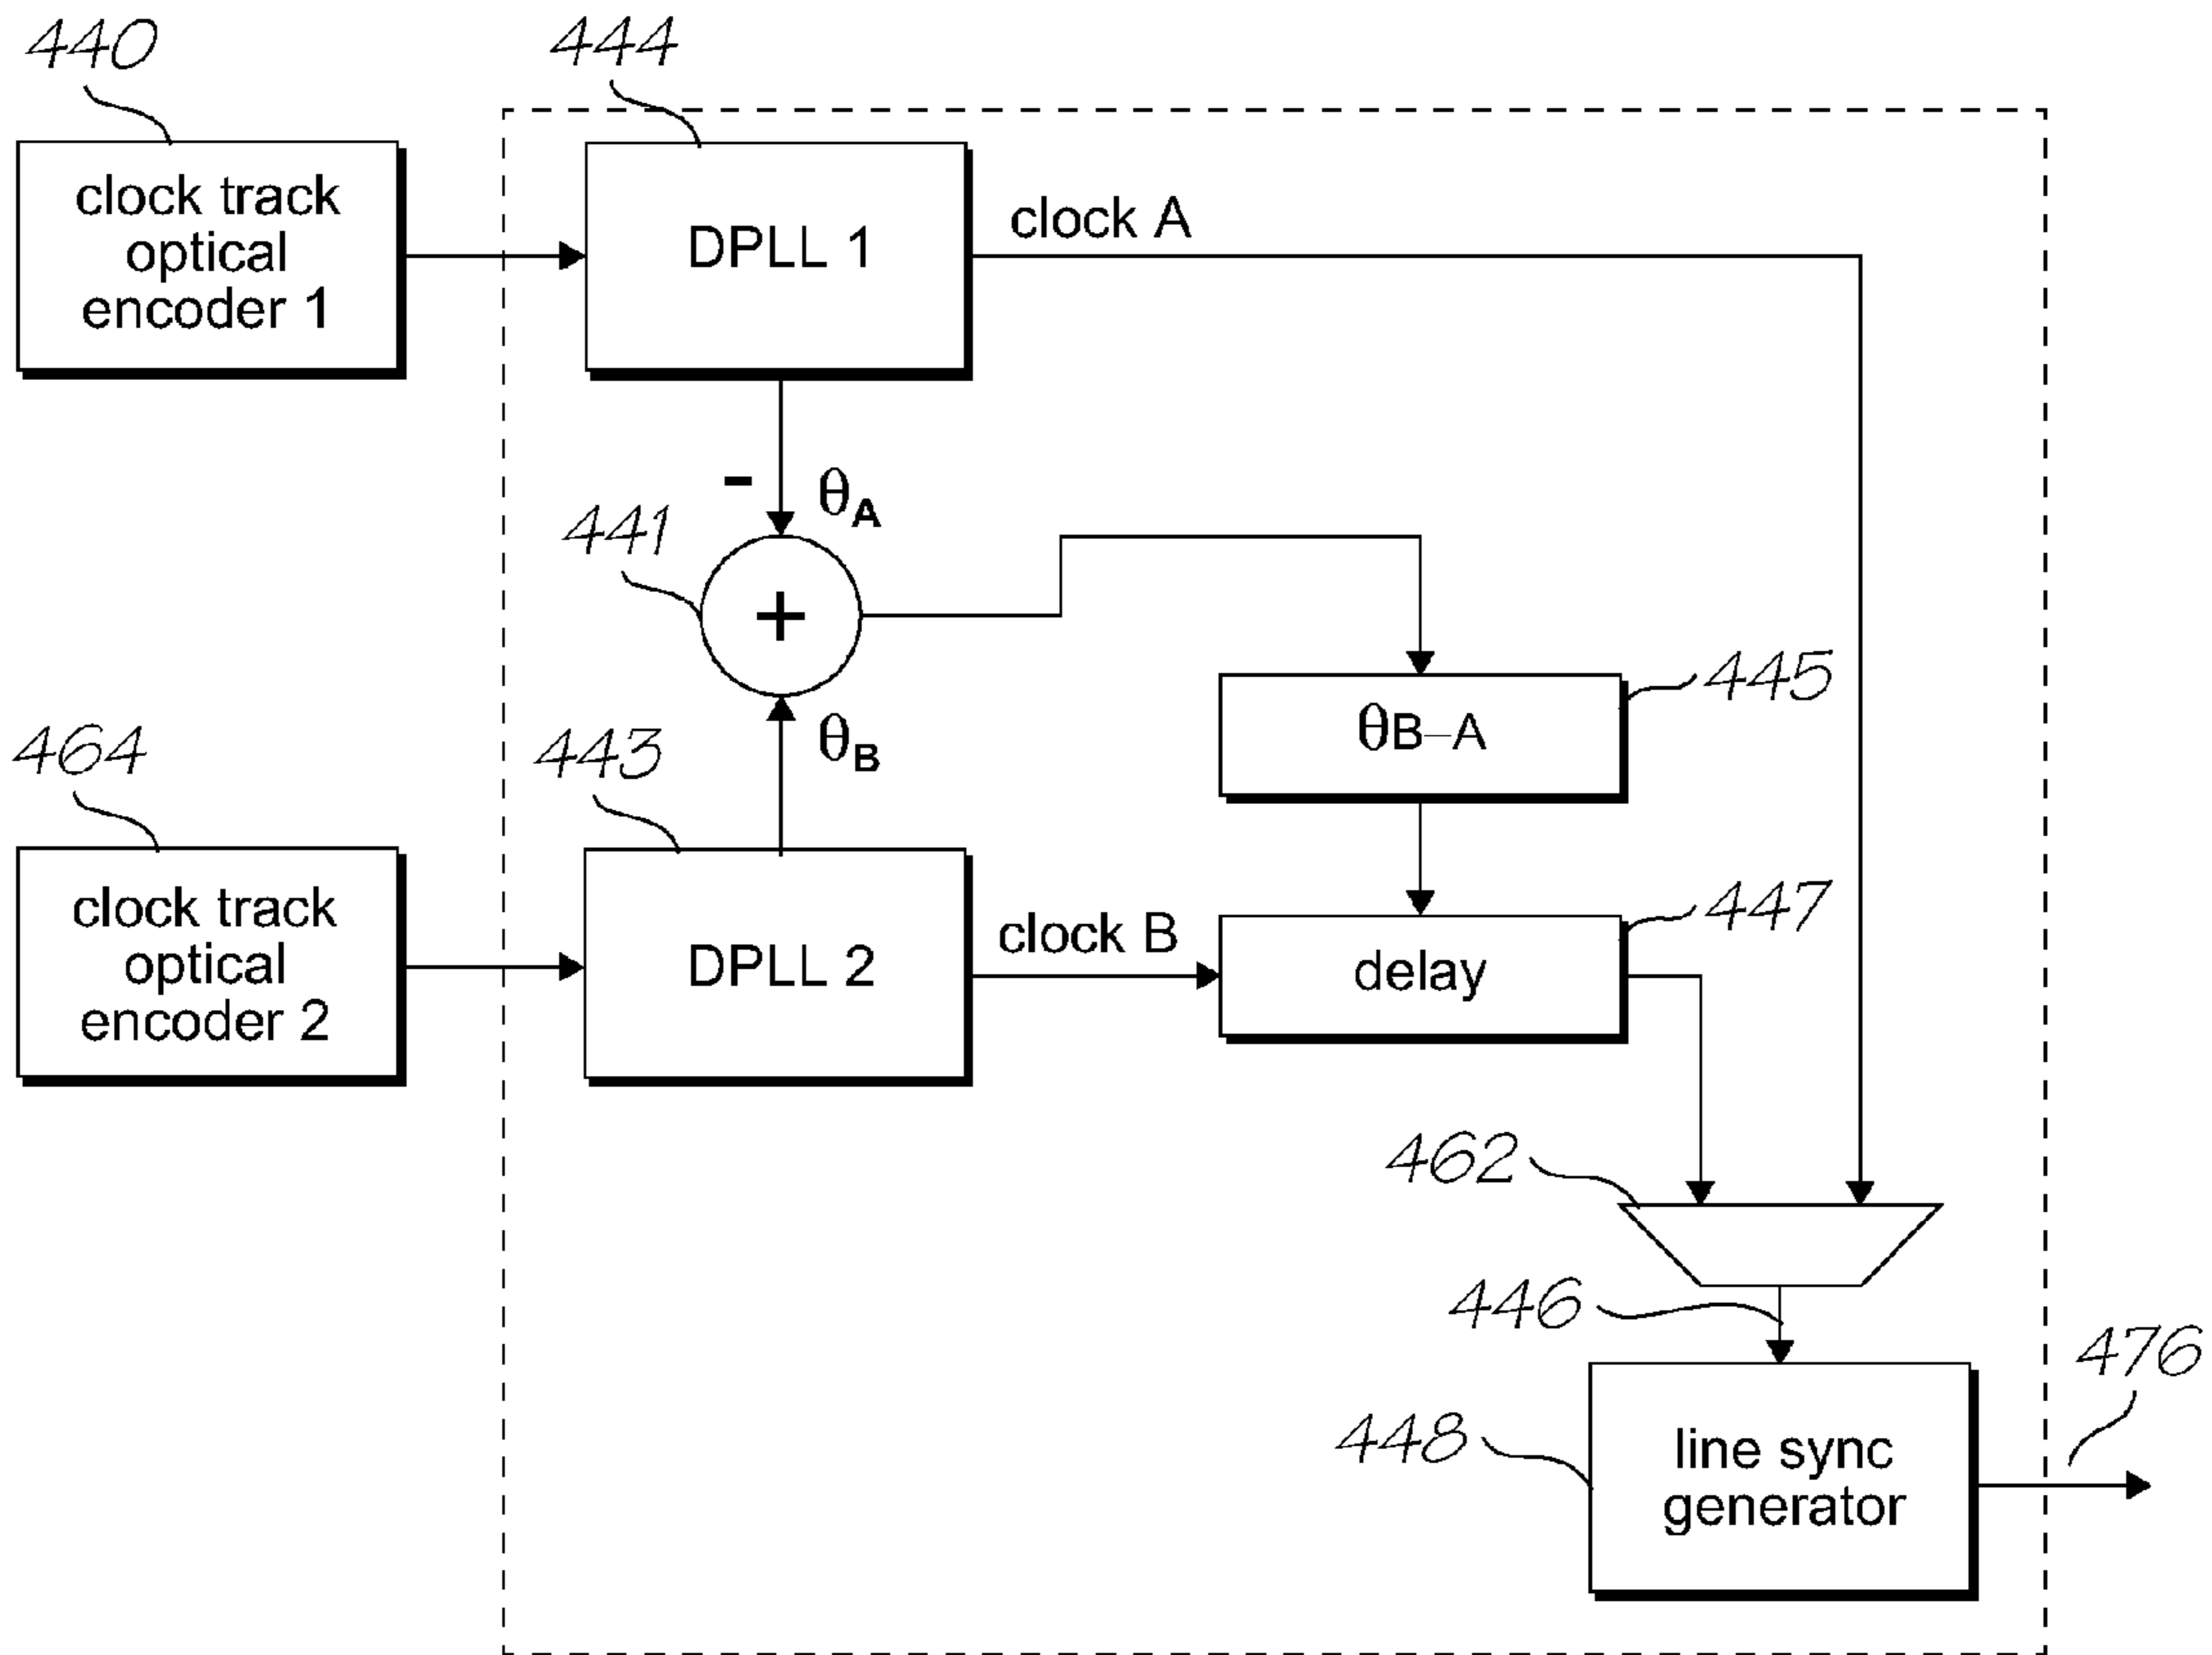 440
444
clock track
optical
encoder 1
DPLL 1
clock A
- θA
441
+
445
θB–A
464
443
θB
447
clock track
optical
encoder 2
DPLL 2
clock B
delay
462
446
476
448
line sync
generator